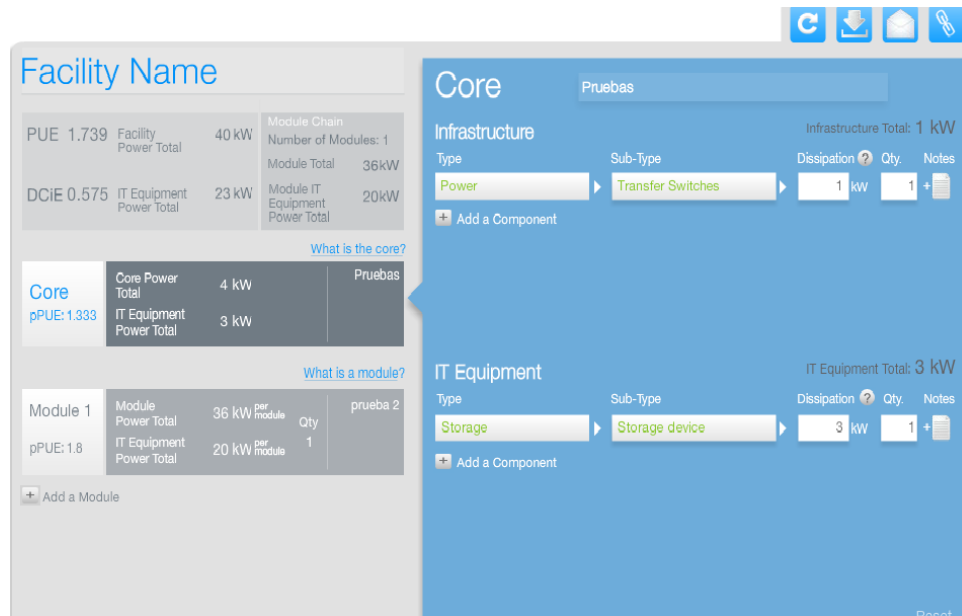 Facility Name
PUE 1.739 Facility Power Total 40 kW
DCiE 0.575 IT Equipment Power Total 23 kW
Module Chain
Number of Modules: 1
Module Total 36kW
Module IT Equipment Power Total 20kW
What is the core?
Core
pPUE: 1.333
Core Power Total 4 kW
IT Equipment Power Total 3 kW
Pruebas
What is a module?
Module 1
pPUE: 1.8
Module Power Total 36 kW per module
IT Equipment Power Total 20 kW per module
Qty
1
prueba 2
+ Add a Module
Core Pruebas
Infrastructure Infrastructure Total: 1 kW
Type Sub-Type Dissipation ? Qty. Notes
Power Transfer Switches 1 kW 1 +
+ Add a Component
IT Equipment IT Equipment Total: 3 kW
Type Sub-Type Dissipation ? Qty. Notes
Storage Storage device 3 kW 1 +
+ Add a Component
Reset